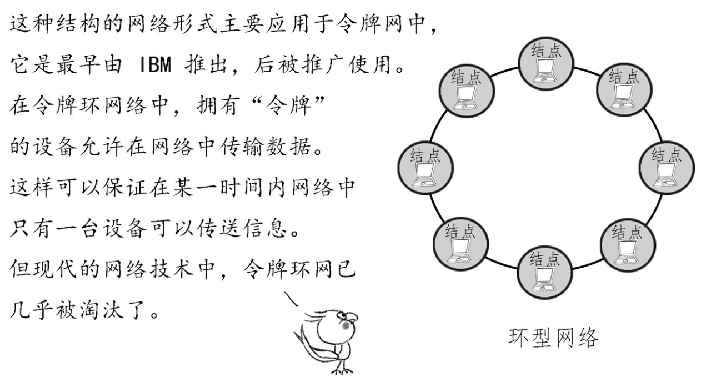 这种结构的网络形式主要应用于令牌网中，
它是最早由 IBM 推出，后被推广使用。
在令牌环网络中，拥有“令牌”
的设备允许在网络中传输数据。
这样可以保证在某一时间内网络中
只有一台设备可以传送信息。
但现代的网络技术中，令牌环网已
几乎被淘汰了。
结点
结点
结点
结点
结点
结点
结点
结点
环型网络